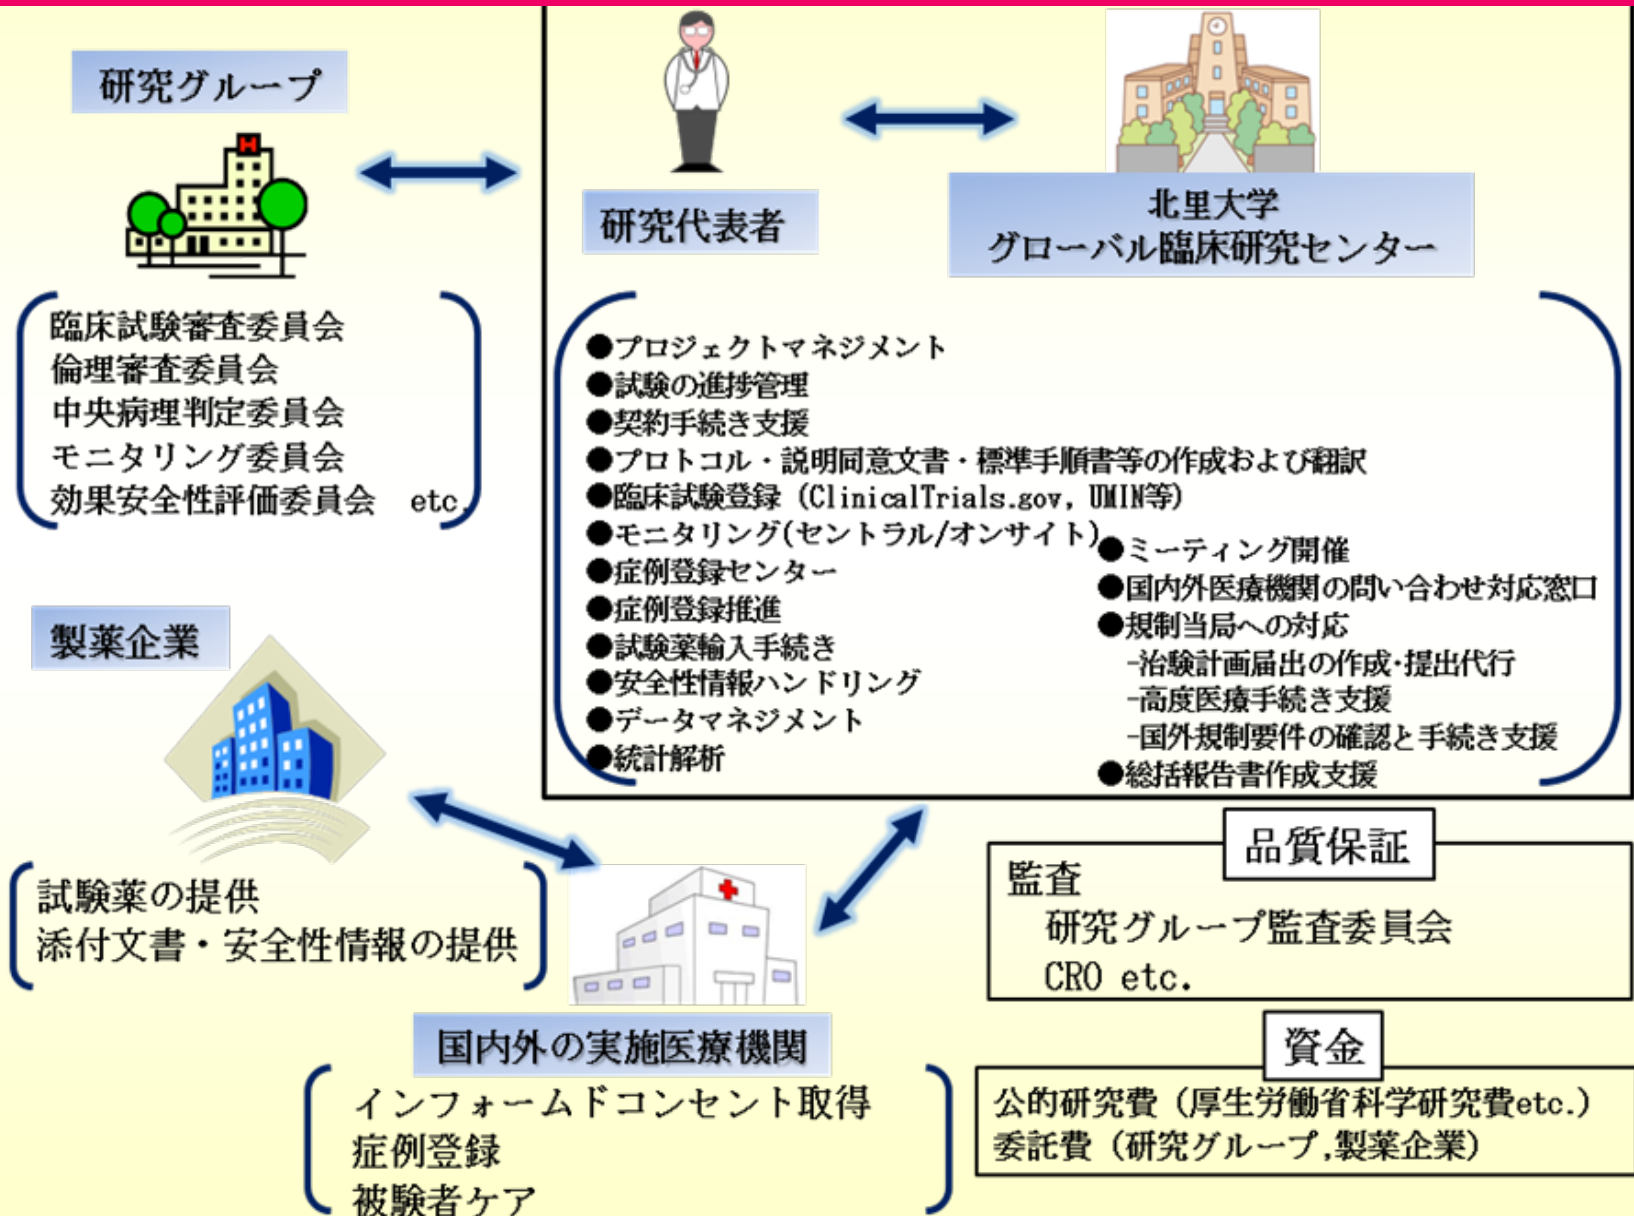 研究グループ
臨床試験審査委員会
倫理審査委員会
中央病理判定委員会
モニタリング委員会
効果安全性評価委員会 etc.
研究代表者
北里大学
グローバル臨床研究センター
●プロジェクトマネジメント
●試験の進捗管理
●契約手続き支援
●プロトコル・説明同意文書・標準手順書等の作成および翻訳
●臨床試験登録（ClinicalTrials.gov, UMIN等）
●モニタリング(セントラル/オンサイト)
●症例登録センター
●症例登録推進
●試験薬輸入手続き
●安全性情報ハンドリング
●データマネジメント
●統計解析
●ミーティング開催
●国内外医療機関の問い合わせ対応窓口
●規制当局への対応
-治験計画届出の作成・提出代行
-高度医療手続き支援
-国外規制要件の確認と手続き支援
●総括報告書作成支援
製薬企業
試験薬の提供
添付文書・安全性情報の提供
H
国内外の実施医療機関
インフォームドコンセント取得
症例登録
被験者ケア
品質保証
監査
研究グループ監査委員会
CRO etc.
資金
公的研究費（厚生労働省科学研究費etc.）
委託費（研究グループ,製薬企業）